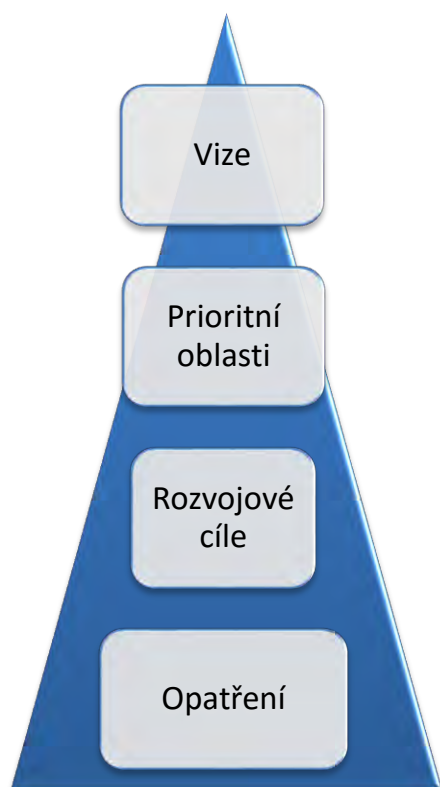 Vize
Prioritní
oblasti
Rozvojové
cíle
Opatření